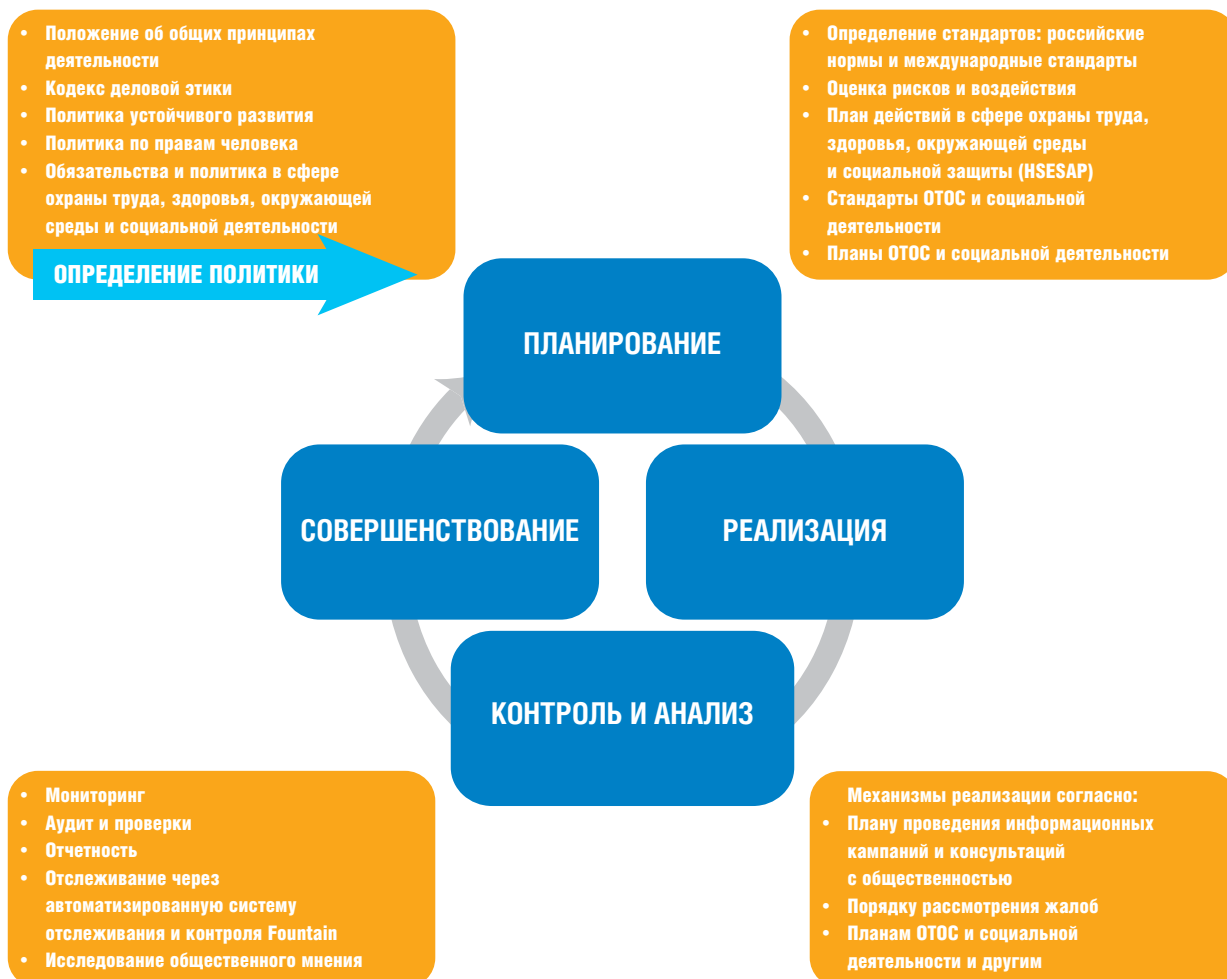 • Положение об общих принципах
деятельности
• Кодекс деловой этики
• Политика устойчивого развития
• Политика по правам человека
• Обязательства и политика в сфере
охраны труда, здоровья, окружающей
среды и социальной деятельности
ОПРЕДЕЛЕНИЕ ПОЛИТИКИ
• Определение стандартов: российские
нормы и международные стандарты
• Оценка рисков и воздействия
• План действий в сфере охраны труда,
здоровья, окружающей среды
и социальной защиты (HSESAP)
• Стандарты ОТОС и социальной
деятельности
• Планы ОТОС и социальной деятельности
ПЛАНИРОВАНИЕ
СОВЕРШЕНСТВОВАНИЕ
РЕАЛИЗАЦИЯ
КОНТРОЛЬ И АНАЛИЗ
• Мониторинг
• Аудит и проверки
• Отчетность
• Отслеживание через
автоматизированную систему
отслеживания и контроля Fountain
• Исследование общественного мнения
Механизмы реализации согласно:
• Плану проведения информационных
кампаний и консультаций
с общественностью
• Порядку рассмотрения жалоб
• Планам ОТОС и социальной
деятельности и другим